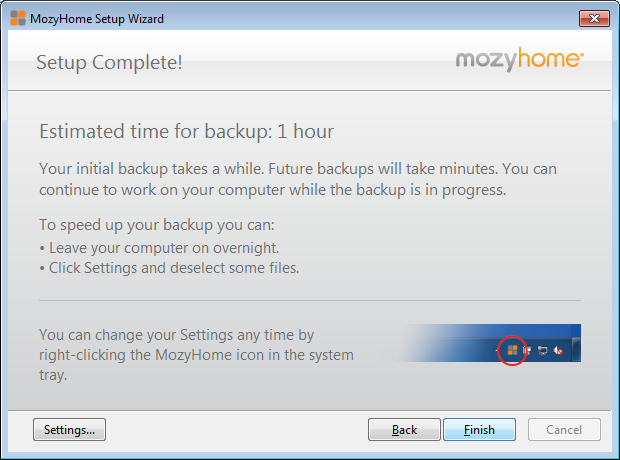 MozyHome Setup Wizard
Setup Complete!
mozyhome
Estimated time for backup: 1 hour
Your initial backup takes a while. Future backups will take minutes. You can
continue to work on your computer while the backup is in progress.
To speed up your backup you can:
• Leave your computer on overnight.
• Click Settings and deselect some files.
You can change your Settings any time by
right-clicking the MozyHome icon in the system
tray.
Settings...
Back
Finish
Cancel